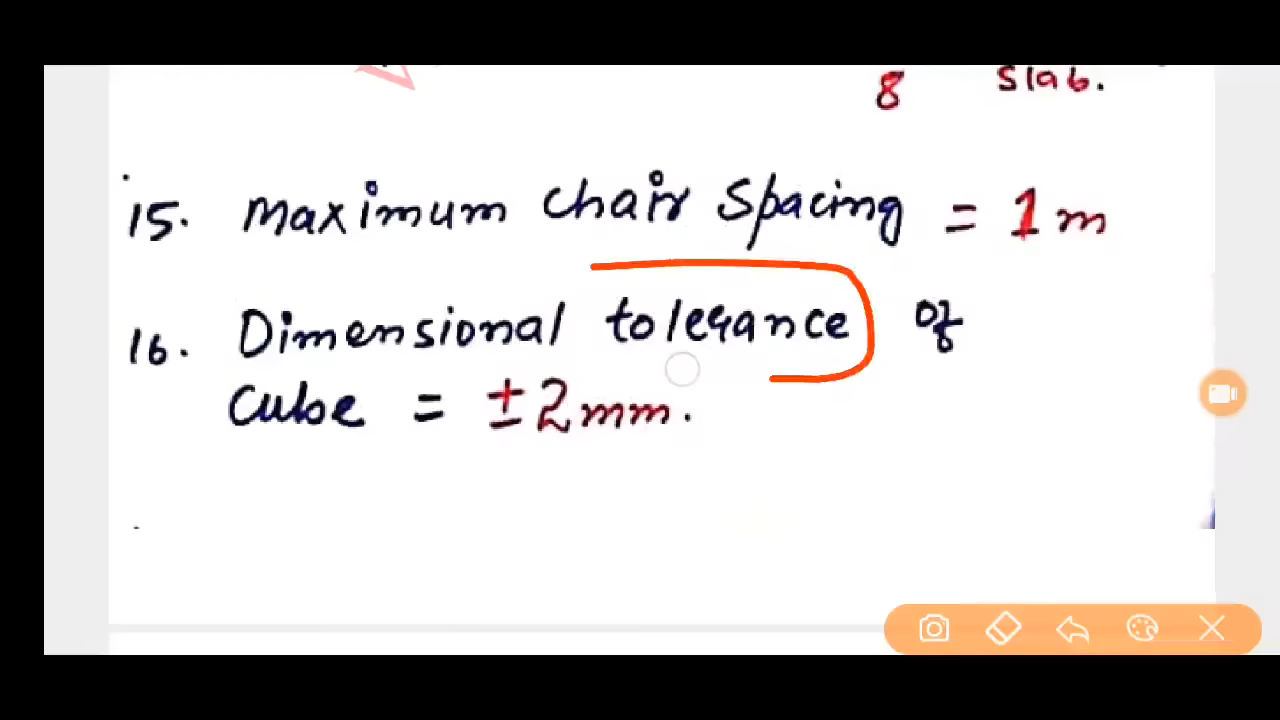 8 slab.
15. Maximum chair spacing = 1m
16. Dimensional tolerance of
cube = ±2mm.